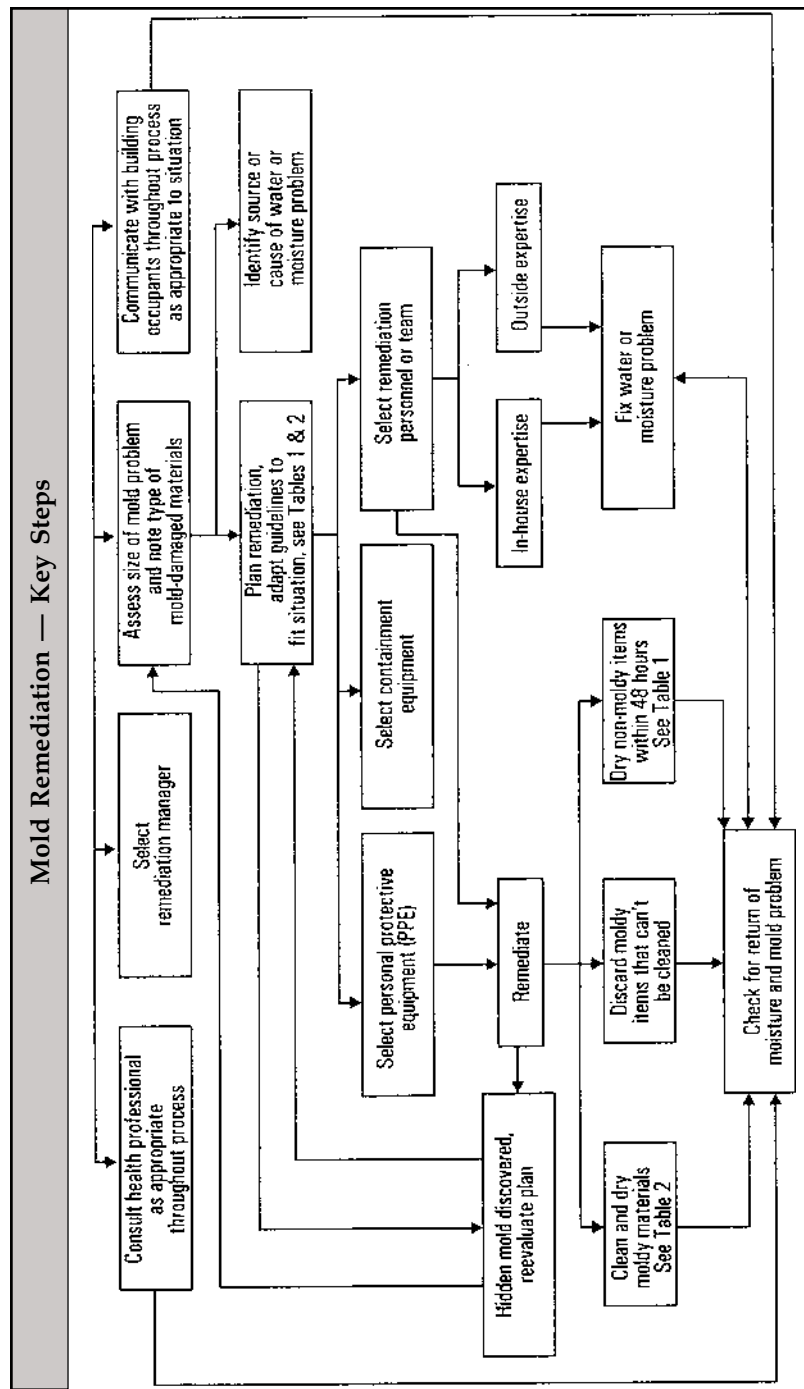 Mold Remediation — Key Steps
Consult health professional
as appropriate
throughout process
Select
remediation manager
Assess size of mold problem
and note type of
mold-damaged materials
Communicate with building
occupants throughout process
as appropriate to situation
Plan remediation,
adapt guidelines to
fit situation, see Tables 1 & 2
Identify source or
cause of water or
moisture problem
Select personal protective
equipment (PPE)
Select containment
equipment
Select remediation
personnel or team
Hidden mold discovered,
reevaluate plan
Remediate
In-house expertise
Outside expertise
Clean and dry
moldy materials
See Table 2
Discard moldy
items that can't
be cleaned
Dry non-moldy items
within 48 hours
See Table 1
Fix water or
moisture problem
Check for return of
moisture and mold problem